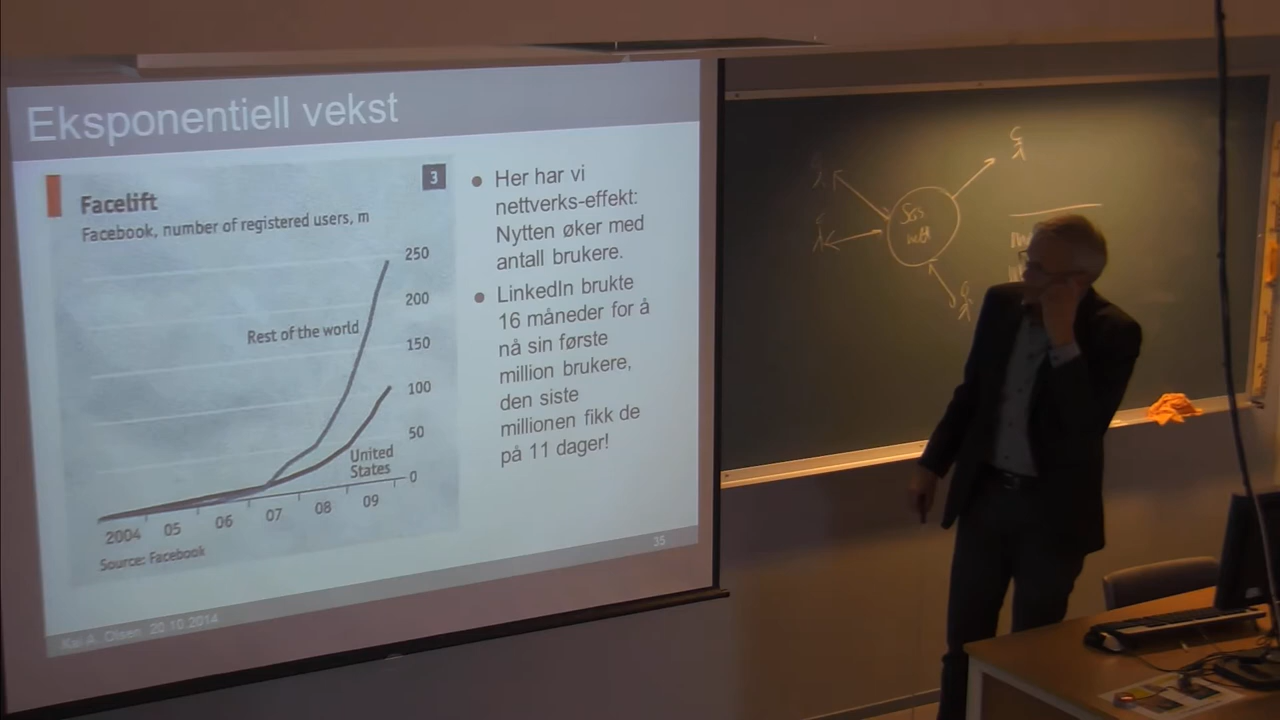 Eksponentiell vekst
3
Facelift
Facebook, number of registered users, m
250
200
150
100
50
0
Rest of the world
United
States
2004 05 06 07 08 09
Source: Facebook
● Her har vi
nettverks-effekt:
Nytten øker med
antall brukere.
● LinkedIn brukte
16 måneder for å
nå sin første
million brukere,
den siste
millionen fikk de
på 11 dager!
35
Kai A. Olsen 20.10.2014
nett